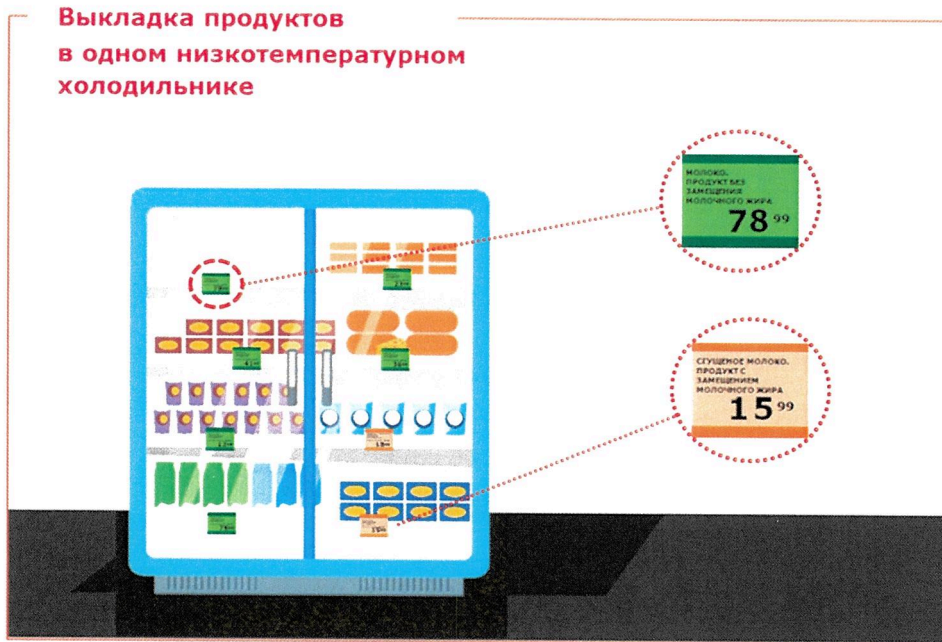 Выкладка продуктов
в одном низкотемпературном
холодильнике
МОЛОКО.
ПРОДУКТ БЕЗ
ЗАМЕЩЕНИЯ
МОЛОЧНОГО ЖИРА
78 99
СГУЩЕНОЕ МОЛОКО.
ПРОДУКТ С
ЗАМЕЩЕНИЕМ
МОЛОЧНОГО ЖИРА
15 99